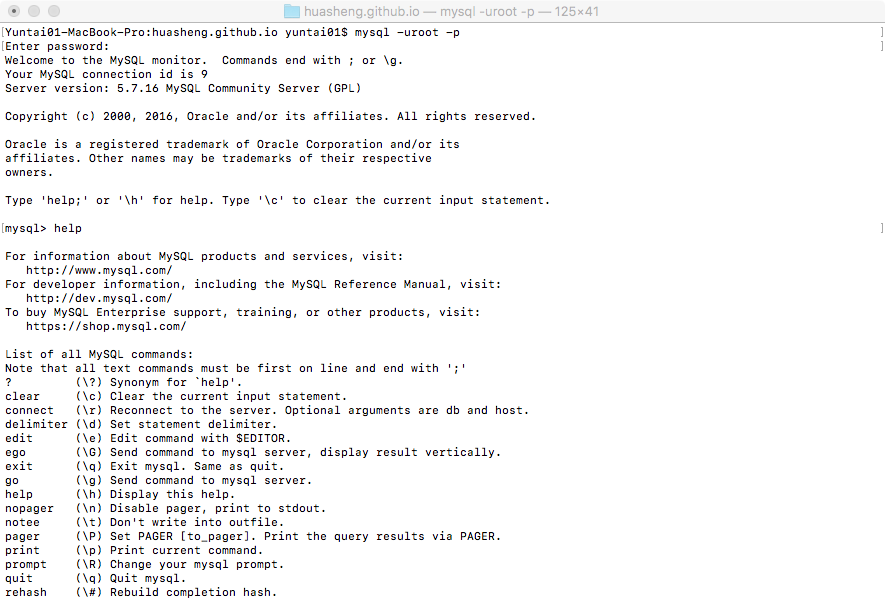 huasheng.github.io — mysql -uroot -p — 125×41
[Yuntai01-MacBook-Pro:huasheng.github.io yuntai01$ mysql -uroot -p ]
[Enter password: ]
Welcome to the MySQL monitor.  Commands end with ; or \g.
Your MySQL connection id is 9
Server version: 5.7.16 MySQL Community Server (GPL)

Copyright (c) 2000, 2016, Oracle and/or its affiliates. All rights reserved.

Oracle is a registered trademark of Oracle Corporation and/or its
affiliates. Other names may be trademarks of their respective
owners.

Type 'help;' or '\h' for help. Type '\c' to clear the current input statement.

[mysql> help ]

For information about MySQL products and services, visit:
   http://www.mysql.com/
For developer information, including the MySQL Reference Manual, visit:
   http://dev.mysql.com/
To buy MySQL Enterprise support, training, or other products, visit:
   https://shop.mysql.com/

List of all MySQL commands:
Note that all text commands must be first on line and end with ';'
?         (\?) Synonym for `help'.
clear     (\c) Clear the current input statement.
connect   (\r) Reconnect to the server. Optional arguments are db and host.
delimiter (\d) Set statement delimiter.
edit      (\e) Edit command with $EDITOR.
ego       (\G) Send command to mysql server, display result vertically.
exit      (\q) Exit mysql. Same as quit.
go        (\g) Send command to mysql server.
help      (\h) Display this help.
nopager   (\n) Disable pager, print to stdout.
notee     (\t) Don't write into outfile.
pager     (\P) Set PAGER [to_pager]. Print the query results via PAGER.
print     (\p) Print current command.
prompt    (\R) Change your mysql prompt.
quit      (\q) Quit mysql.
rehash    (\#) Rebuild completion hash.